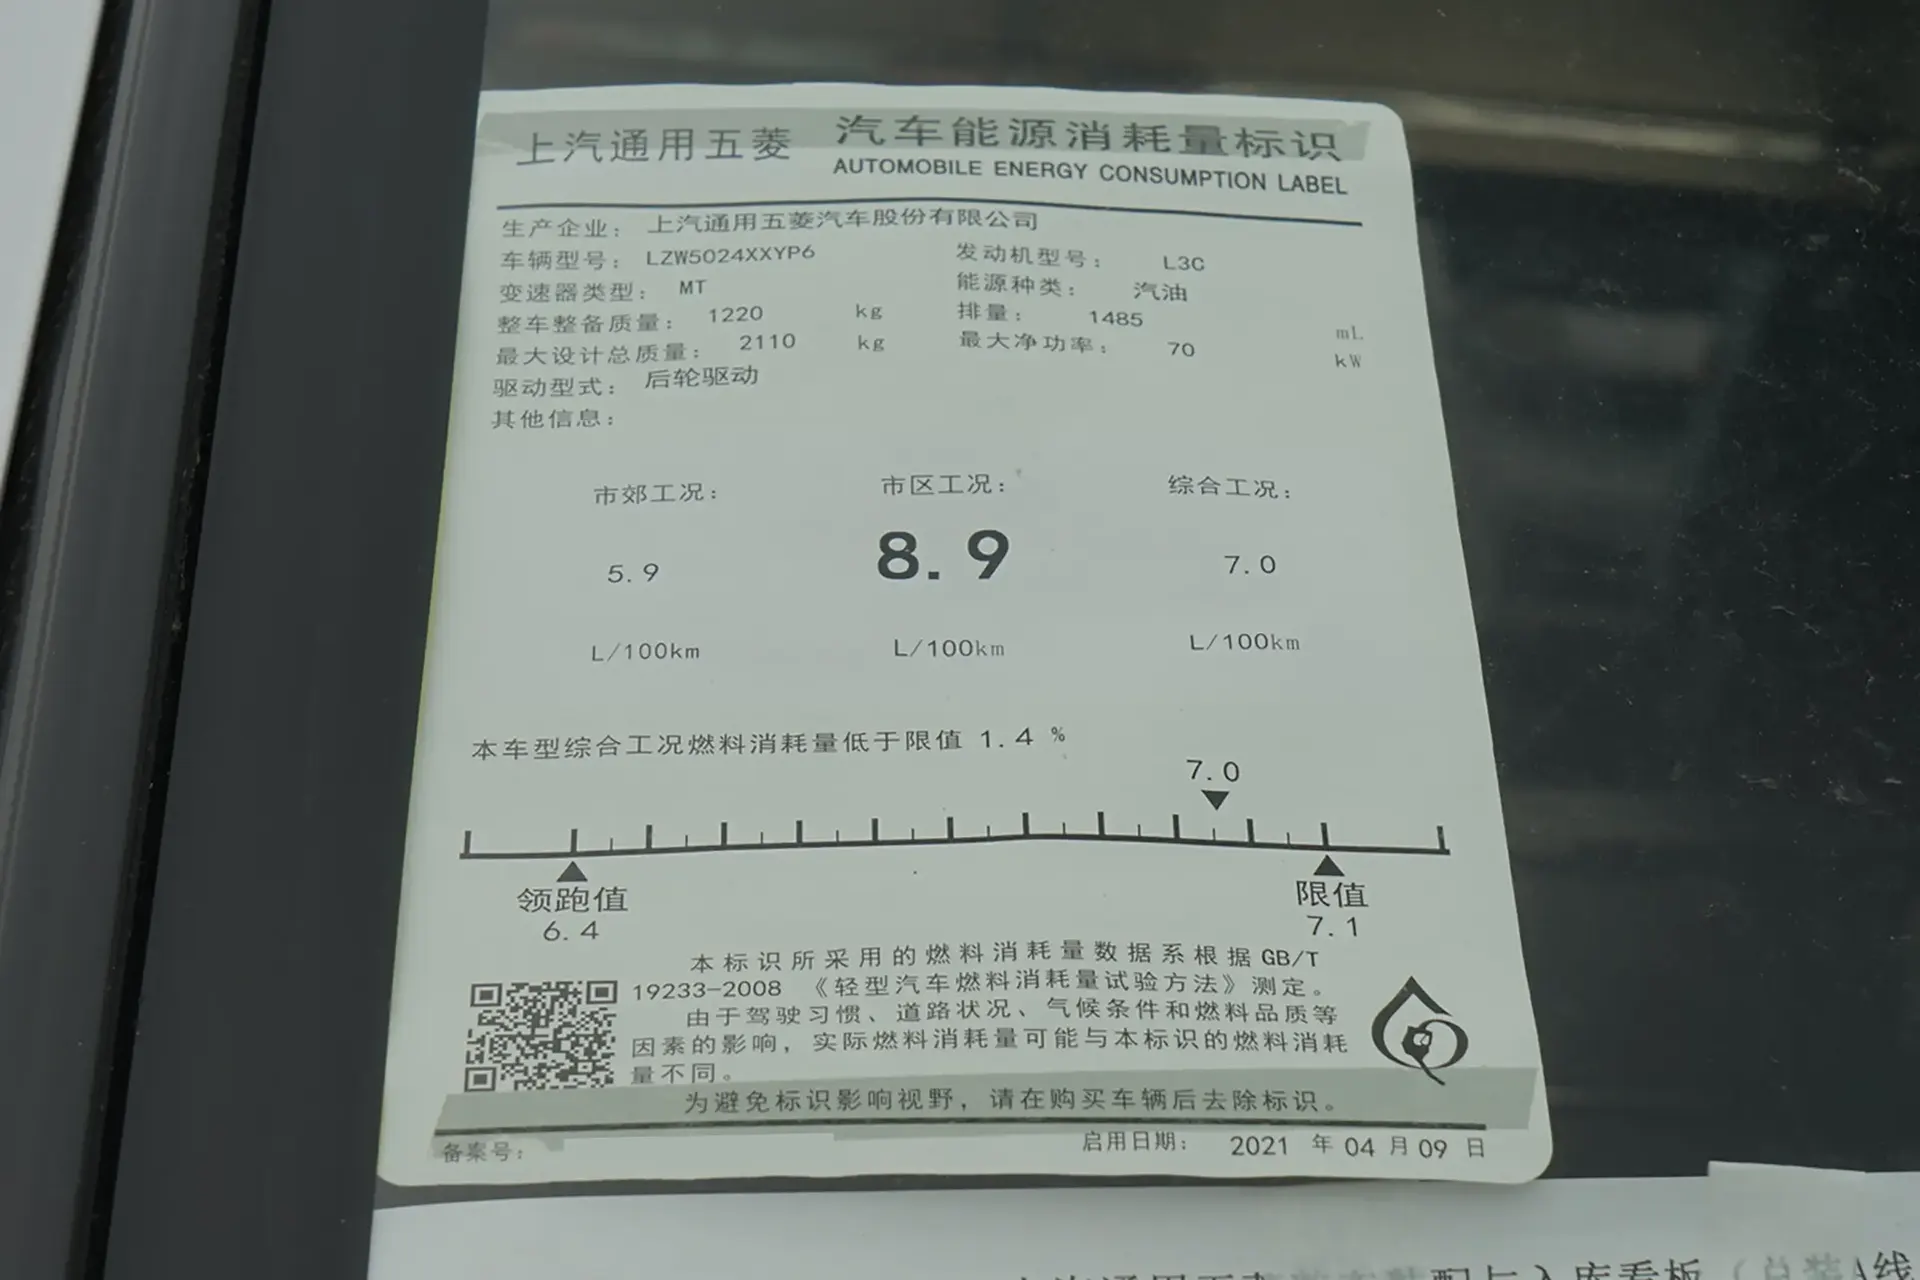 上汽通用五菱 汽车能源消耗量标识
AUTOMOBILE ENERGY CONSUMPTION LABEL
生产企业： 上汽通用五菱汽车股份有限公司
车辆型号： LZW5024XXYP6 发动机型号： L3C
变速器类型： MT 能源种类： 汽油
整车整备质量： 1220 kg 排量： 1485 mL
最大设计总质量： 2110 kg 最大净功率： 70 kW
驱动型式： 后轮驱动
其他信息：
市郊工况： 市区工况： 综合工况：
5.9 8.9 7.0
L/100km L/100km L/100km
本车型综合工况燃料消耗量低于限值 1.4 %
7.0
领跑值 限值
6.4 7.1
本标识所采用的燃料消耗量数据系根据GB/T
19233-2008 《轻型汽车燃料消耗量试验方法》测定。
由于驾驶习惯、道路状况、气候条件和燃料品质等
因素的影响，实际燃料消耗量可能与本标识的燃料消耗
量不同。
为避免标识影响视野，请在购买车辆后去除标识。
备案号： 启用日期： 2021 年 04 月 09 日
配与入库看板（总装A线